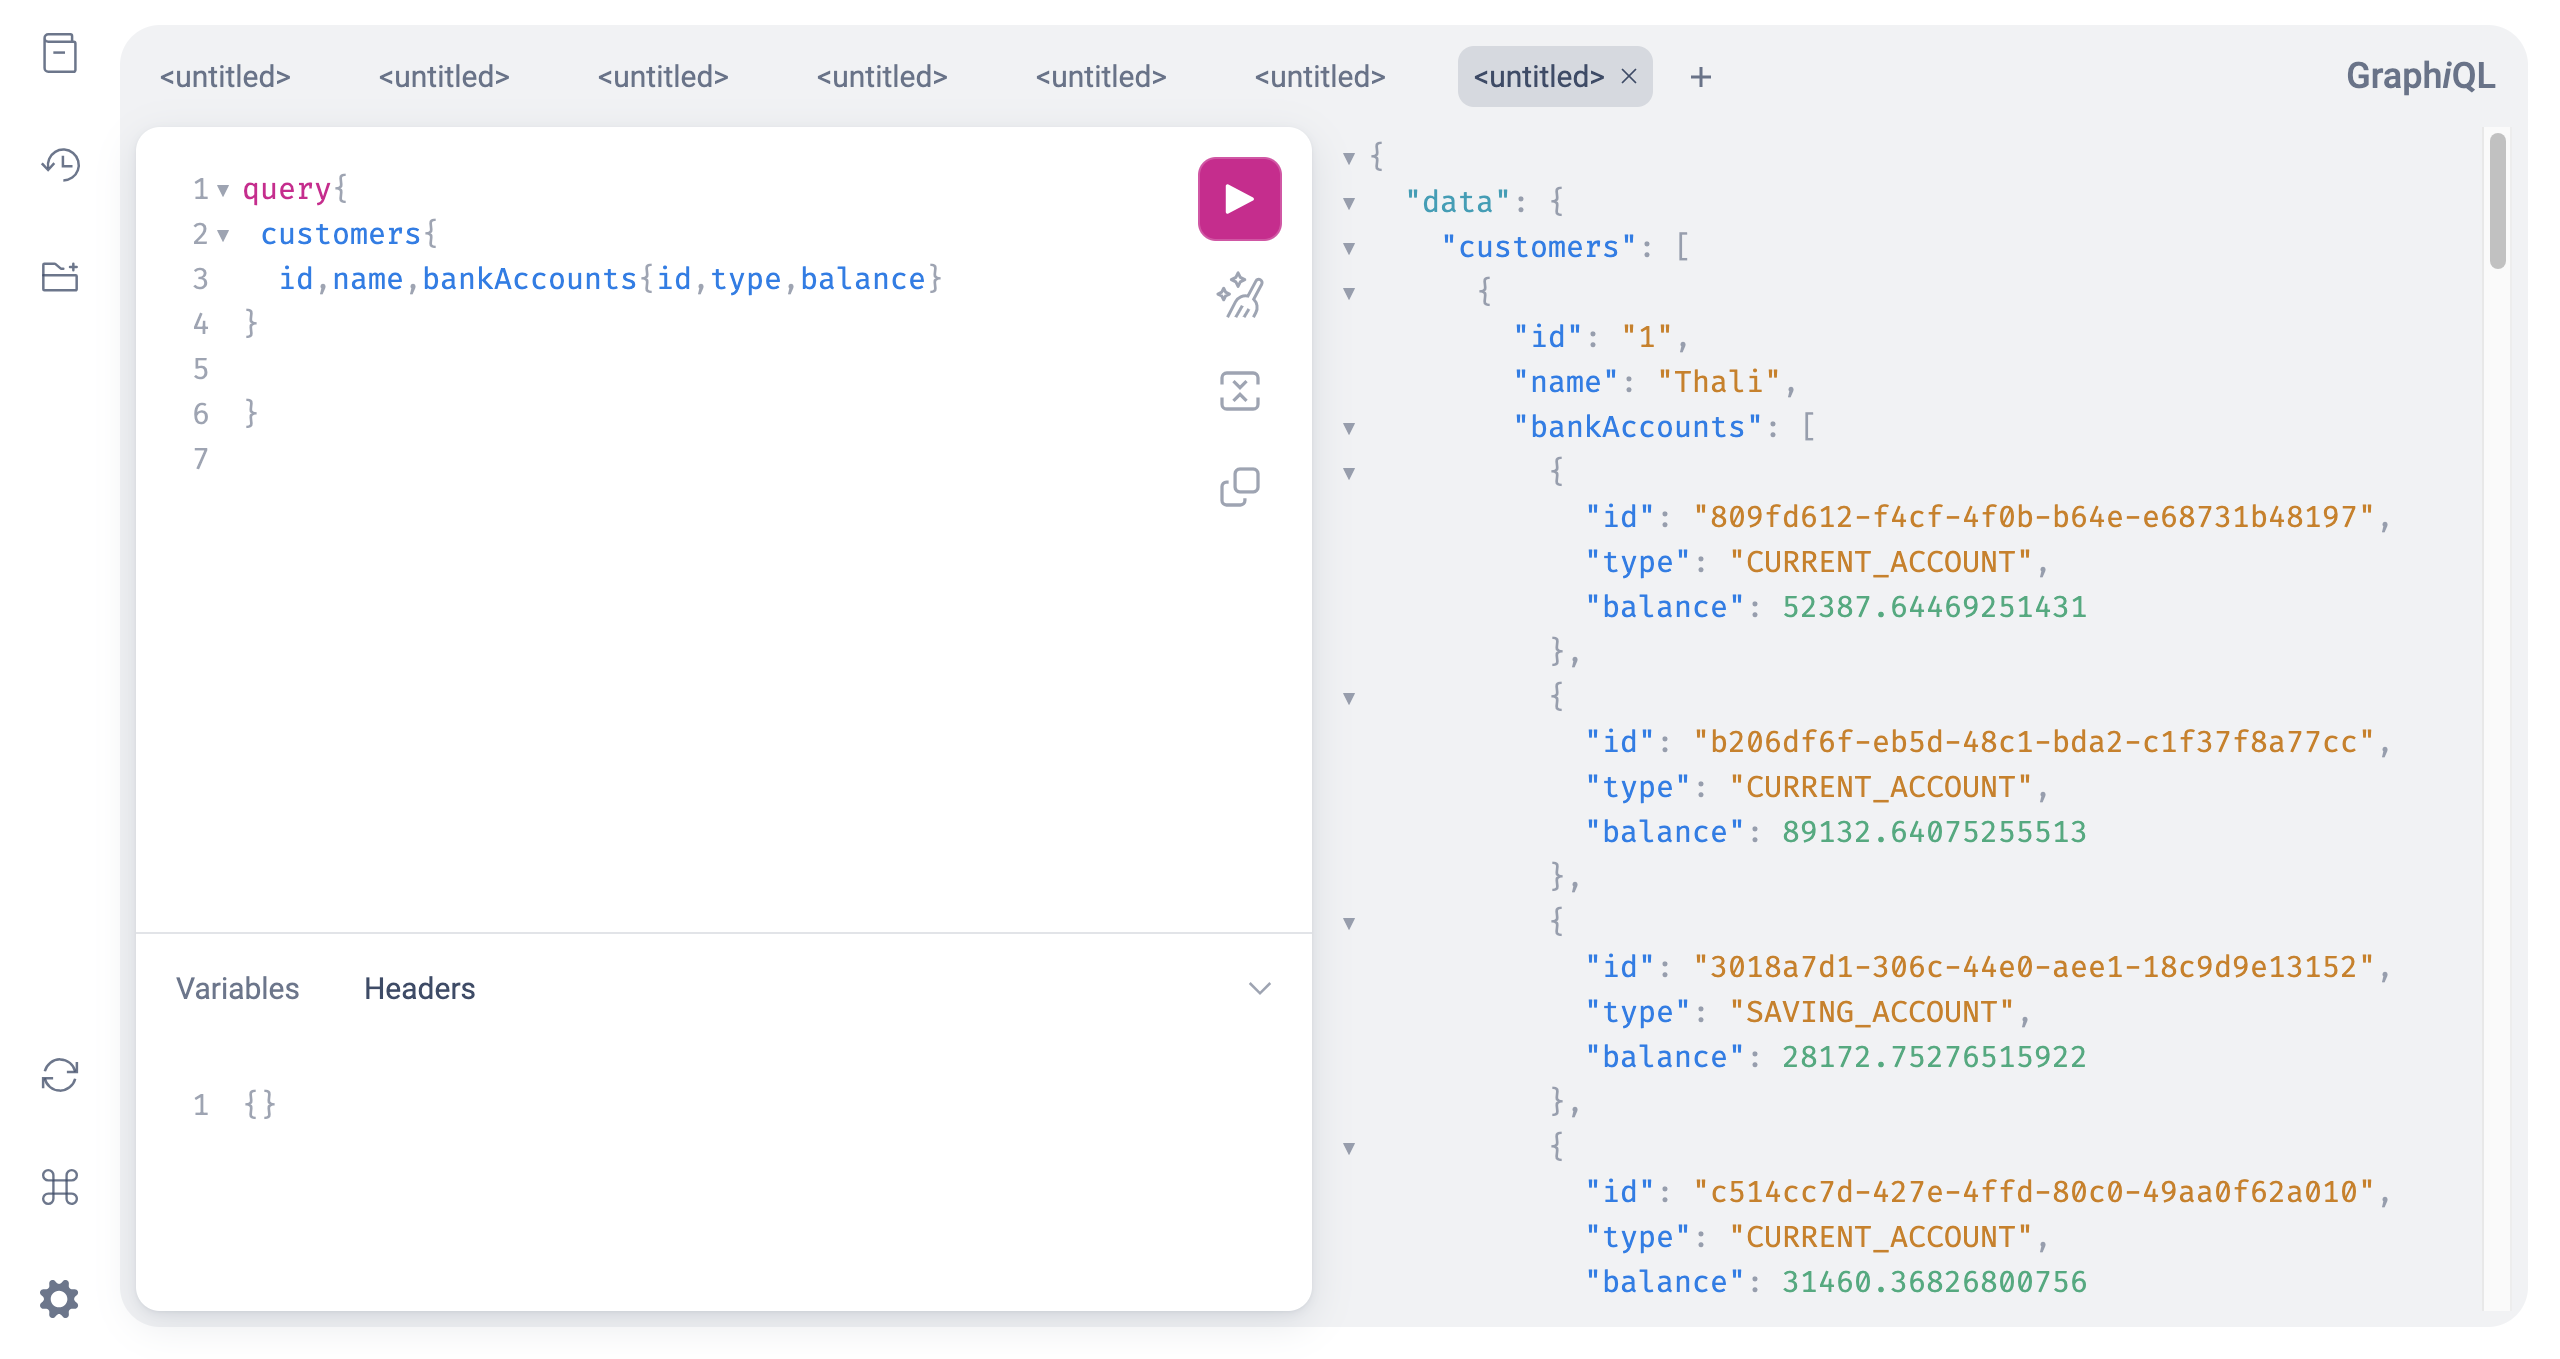 <untitled> <untitled> <untitled> <untitled> <untitled> <untitled> <untitled> × + GraphiQL
1 query{
2 customers{
3 id,name,bankAccounts{id,type,balance}
4 }
5
6 }
7
Variables Headers
1 {}
{
"data": {
"customers": [
{
"id": "1",
"name": "Thali",
"bankAccounts": [
{
"id": "809fd612-f4cf-4f0b-b64e-e68731b48197",
"type": "CURRENT_ACCOUNT",
"balance": 52387.64469251431
},
{
"id": "b206df6f-eb5d-48c1-bda2-c1f37f8a77cc",
"type": "CURRENT_ACCOUNT",
"balance": 89132.64075255513
},
{
"id": "3018a7d1-306c-44e0-aee1-18c9d9e13152",
"type": "SAVING_ACCOUNT",
"balance": 28172.75276515922
},
{
"id": "c514cc7d-427e-4ffd-80c0-49aa0f62a010",
"type": "CURRENT_ACCOUNT",
"balance": 31460.36826800756